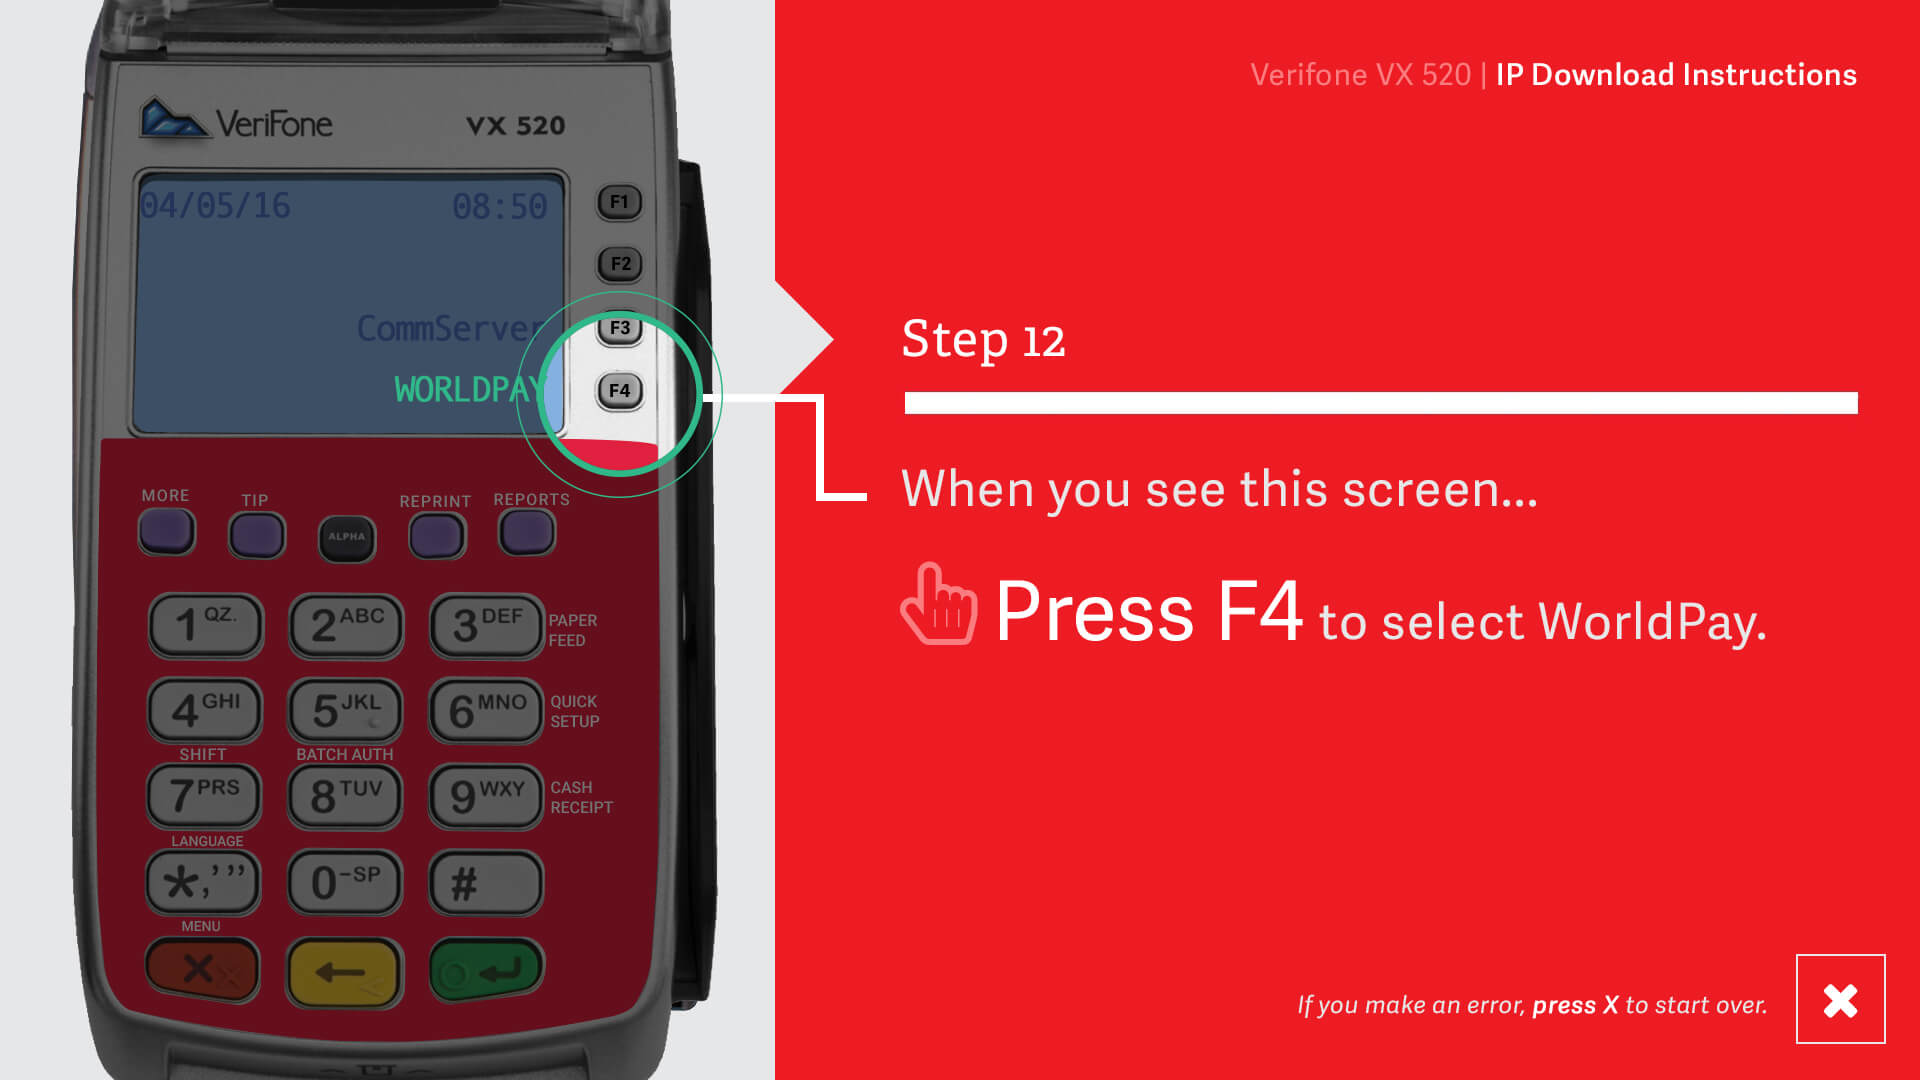 VeriFone VX 520
04/05/16 08:50
F1
F2
CommServer
F3
WORLDPAY
F4
MORE TIP ALPHA REPRINT REPORTS
1 QZ. 2 ABC 3 DEF PAPER FEED
4 GHI 5 JKL 6 MNO QUICK SETUP
SHIFT BATCH AUTH
7 PRS 8 TUV 9 WXY CASH RECEIPT
LANGUAGE
*,'" 0 -SP #
MENU
Verifone VX 520 | IP Download Instructions
Step 12
When you see this screen...
Press F4 to select WorldPay.
If you make an error, press X to start over.